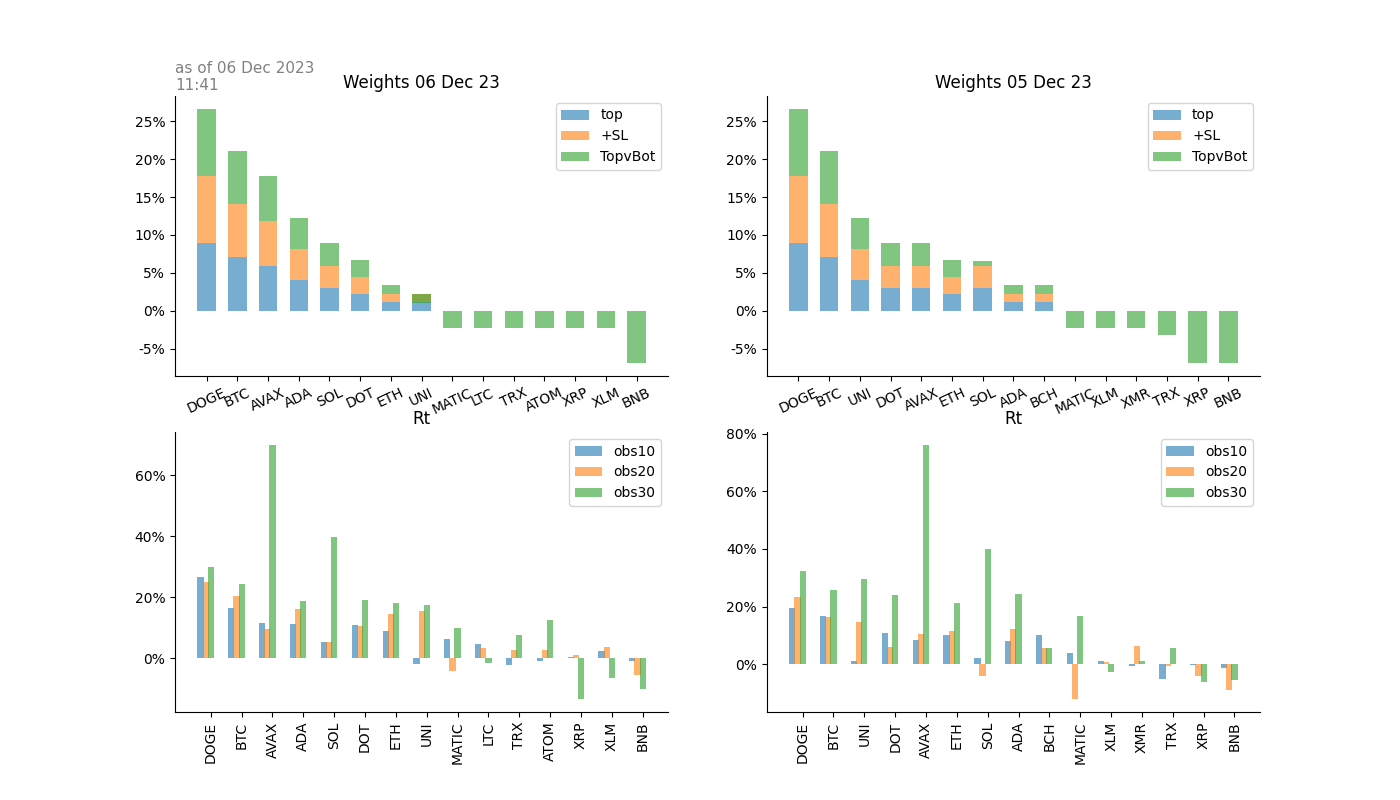 as of 06 Dec 2023
11:41
Weights 06 Dec 23
25%
20%
15%
10%
5%
0%
-5%
top
+SL
TopvBot
DOGE BTC AVAX ADA SOL DOT ETH UNI MATIC LTC TRX ATOM XRP XLM BNB
Weights 05 Dec 23
25%
20%
15%
10%
5%
0%
-5%
top
+SL
TopvBot
DOGE BTC UNI DOT AVAX ETH SOL ADA BCH MATIC XLM XMR TRX XRP BNB
Rt
60%
40%
20%
0%
obs10
obs20
obs30
DOGE BTC AVAX ADA SOL DOT ETH UNI MATIC LTC TRX ATOM XRP XLM BNB
Rt
80%
60%
40%
20%
0%
obs10
obs20
obs30
DOGE BTC UNI DOT AVAX ETH SOL ADA BCH MATIC XLM XMR TRX XRP BNB